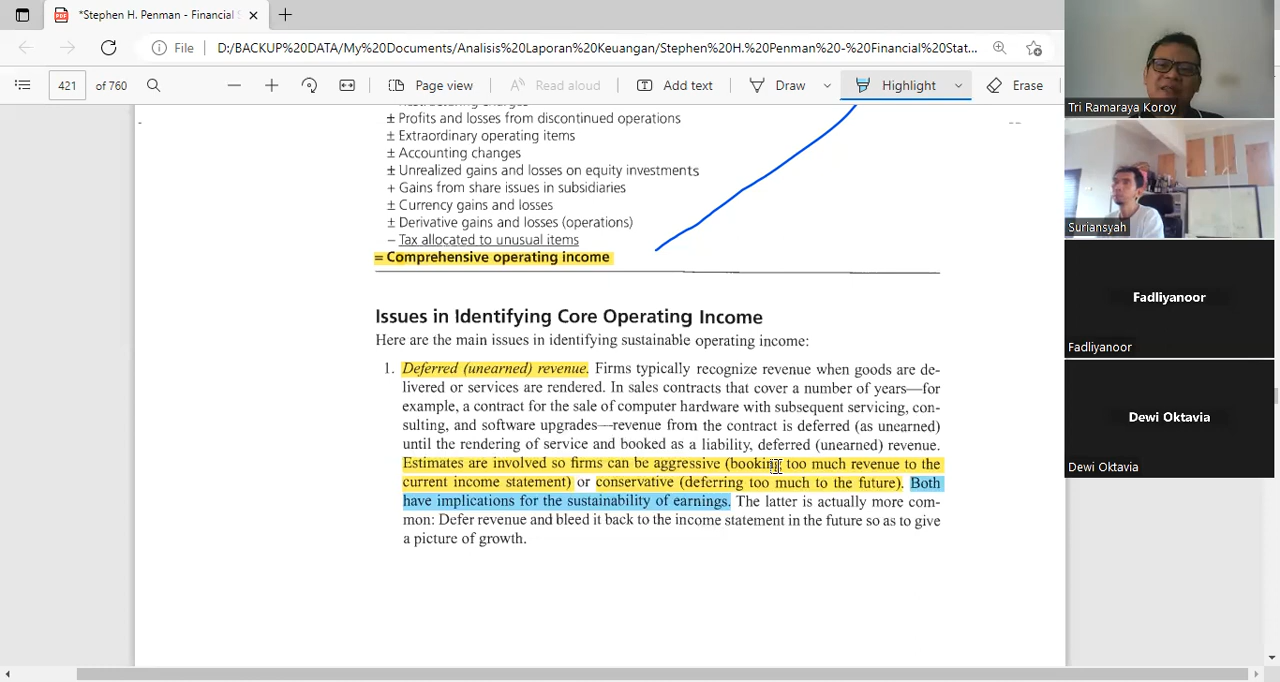 *Stephen H. Penman - Financial S
File
D:/BACKUP%20DATA/My%20Documents/Analisis%20Laporan%20Keuangan/Stephen%20H.%20Penman%20-%20Financial%20Stat...
421 of 760
Page view
Read aloud
Add text
Draw
Highlight
Erase
Restructuring charges
± Profits and losses from discontinued operations
± Extraordinary operating items
± Accounting changes
± Unrealized gains and losses on equity investments
+ Gains from share issues in subsidiaries
± Currency gains and losses
± Derivative gains and losses (operations)
− Tax allocated to unusual items
= Comprehensive operating income
Issues in Identifying Core Operating Income
Here are the main issues in identifying sustainable operating income:
1. Deferred (unearned) revenue. Firms typically recognize revenue when goods are de-
livered or services are rendered. In sales contracts that cover a number of years—for
example, a contract for the sale of computer hardware with subsequent servicing, con-
sulting, and software upgrades—revenue from the contract is deferred (as unearned)
until the rendering of service and booked as a liability, deferred (unearned) revenue.
Estimates are involved so firms can be aggressive (booking too much revenue to the
current income statement) or conservative (deferring too much to the future). Both
have implications for the sustainability of earnings. The latter is actually more com-
mon: Defer revenue and bleed it back to the income statement in the future so as to give
a picture of growth.
Tri Ramaraya Koroy
Suriansyah
Fadliyanoor
Fadliyanoor
Dewi Oktavia
Dewi Oktavia